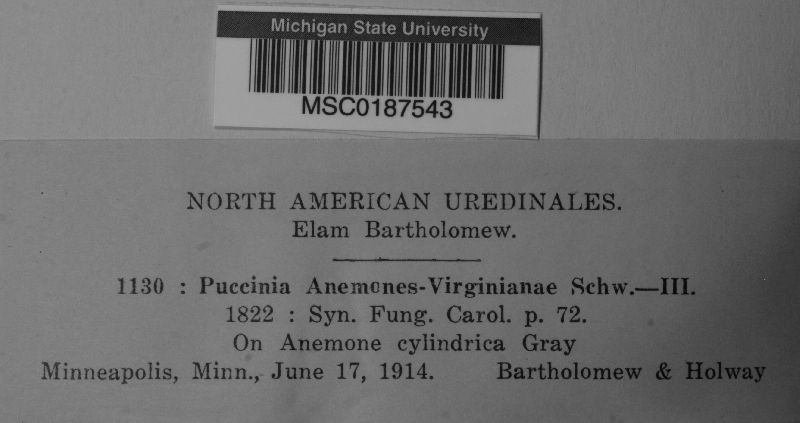 Michigan State University
MSC0187543
NORTH AMERICAN UREDINALES.
Elam Bartholomew.
1130 : Puccinia Anemones-Virginianae Schw.—III.
1822 : Syn. Fung. Carol. p. 72.
On Anemone cylindrica Gray
Minneapolis, Minn., June 17, 1914. Bartholomew & Holway